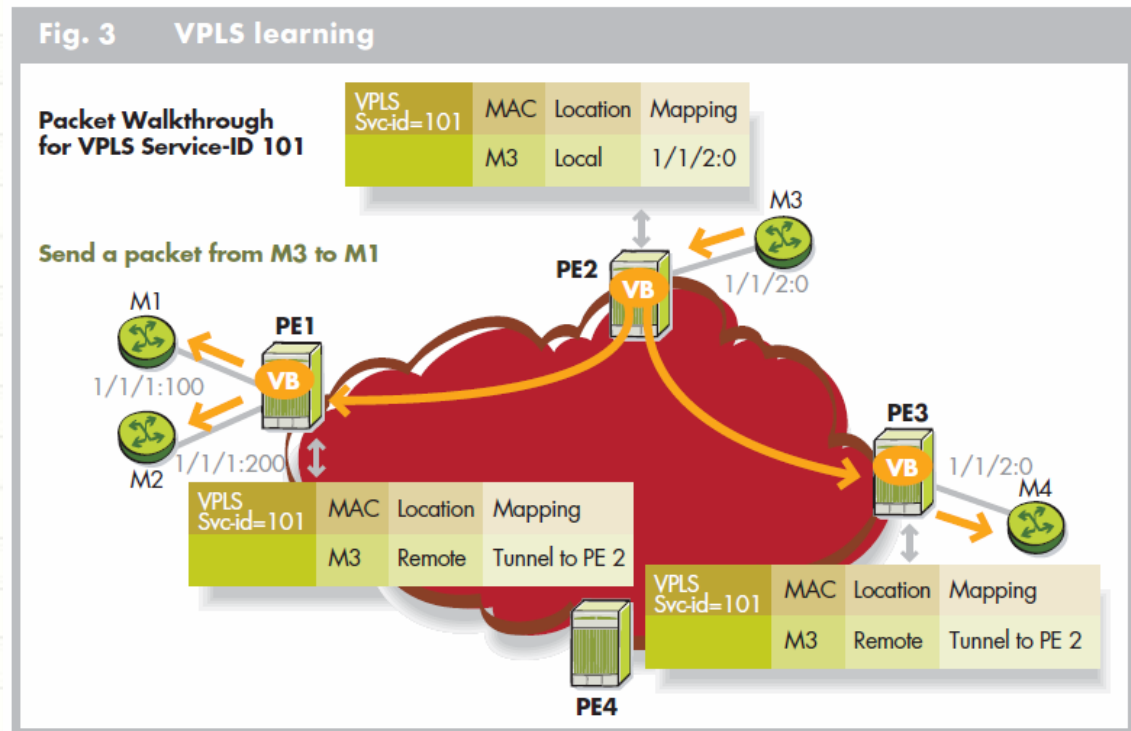 Fig. 3 VPLS learning
Packet Walkthrough
for VPLS Service-ID 101
VPLS
Svc-id=101 MAC Location Mapping
M3 Local 1/1/2:0
Send a packet from M3 to M1
M3
PE2
VB
1/1/2:0
M1
PE1
VB
1/1/1:100
M2
1/1/1:200
PE3
VB
1/1/2:0
M4
VPLS
Svc-id=101 MAC Location Mapping
M3 Remote Tunnel to PE 2
VPLS
Svc-id=101 MAC Location Mapping
M3 Remote Tunnel to PE 2
PE4